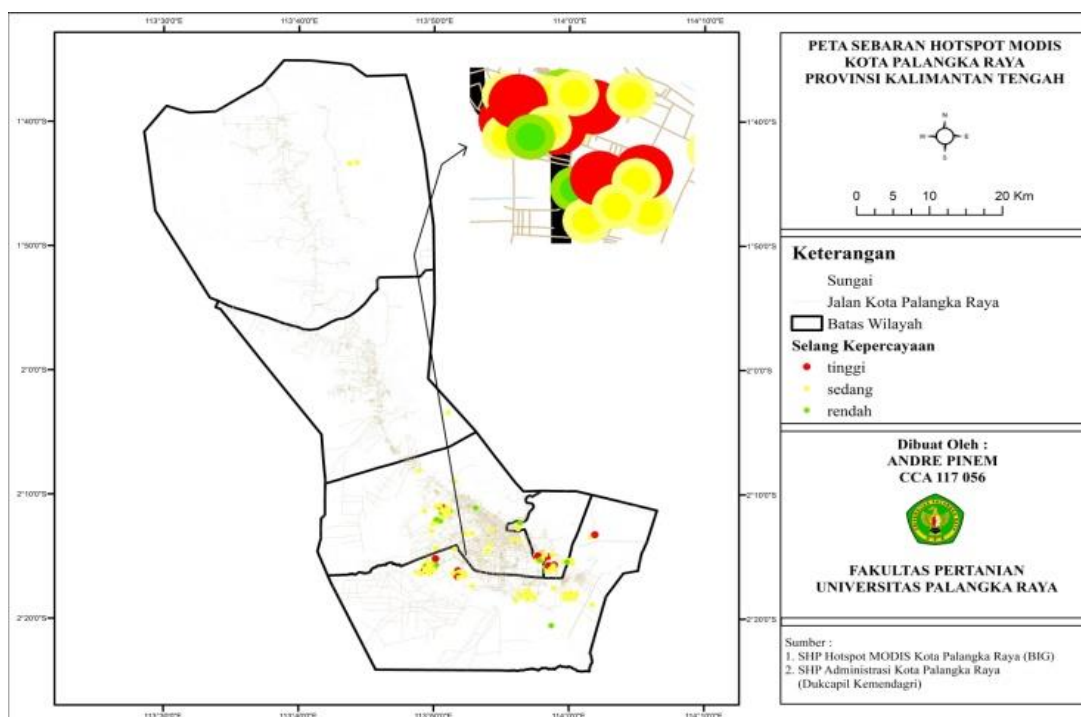 113°30'0"E 113°40'0"E 113°50'0"E 114°0'0"E 114°10'0"E
1°40'0"S 1°40'0"S
1°50'0"S 1°50'0"S
2°0'0"S 2°0'0"S
2°10'0"S 2°10'0"S
2°20'0"S 2°20'0"S
113°30'0"E 113°40'0"E 113°50'0"E 114°0'0"E 114°10'0"E
PETA SEBARAN HOTSPOT MODIS
KOTA PALANGKA RAYA
PROVINSI KALIMANTAN TENGAH
N
W E
S
0 5 10 20 Km
Keterangan
Sungai
Jalan Kota Palangka Raya
Batas Wilayah
Selang Kepercayaan
tinggi
sedang
rendah
Dibuat Oleh :
ANDRE PINEM
CCA 117 056
FAKULTAS PERTANIAN
UNIVERSITAS PALANGKA RAYA
Sumber :
1. SHP Hotspot MODIS Kota Palangka Raya (BIG)
2. SHP Administrasi Kota Palangka Raya
(Dukcapil Kemendagri)